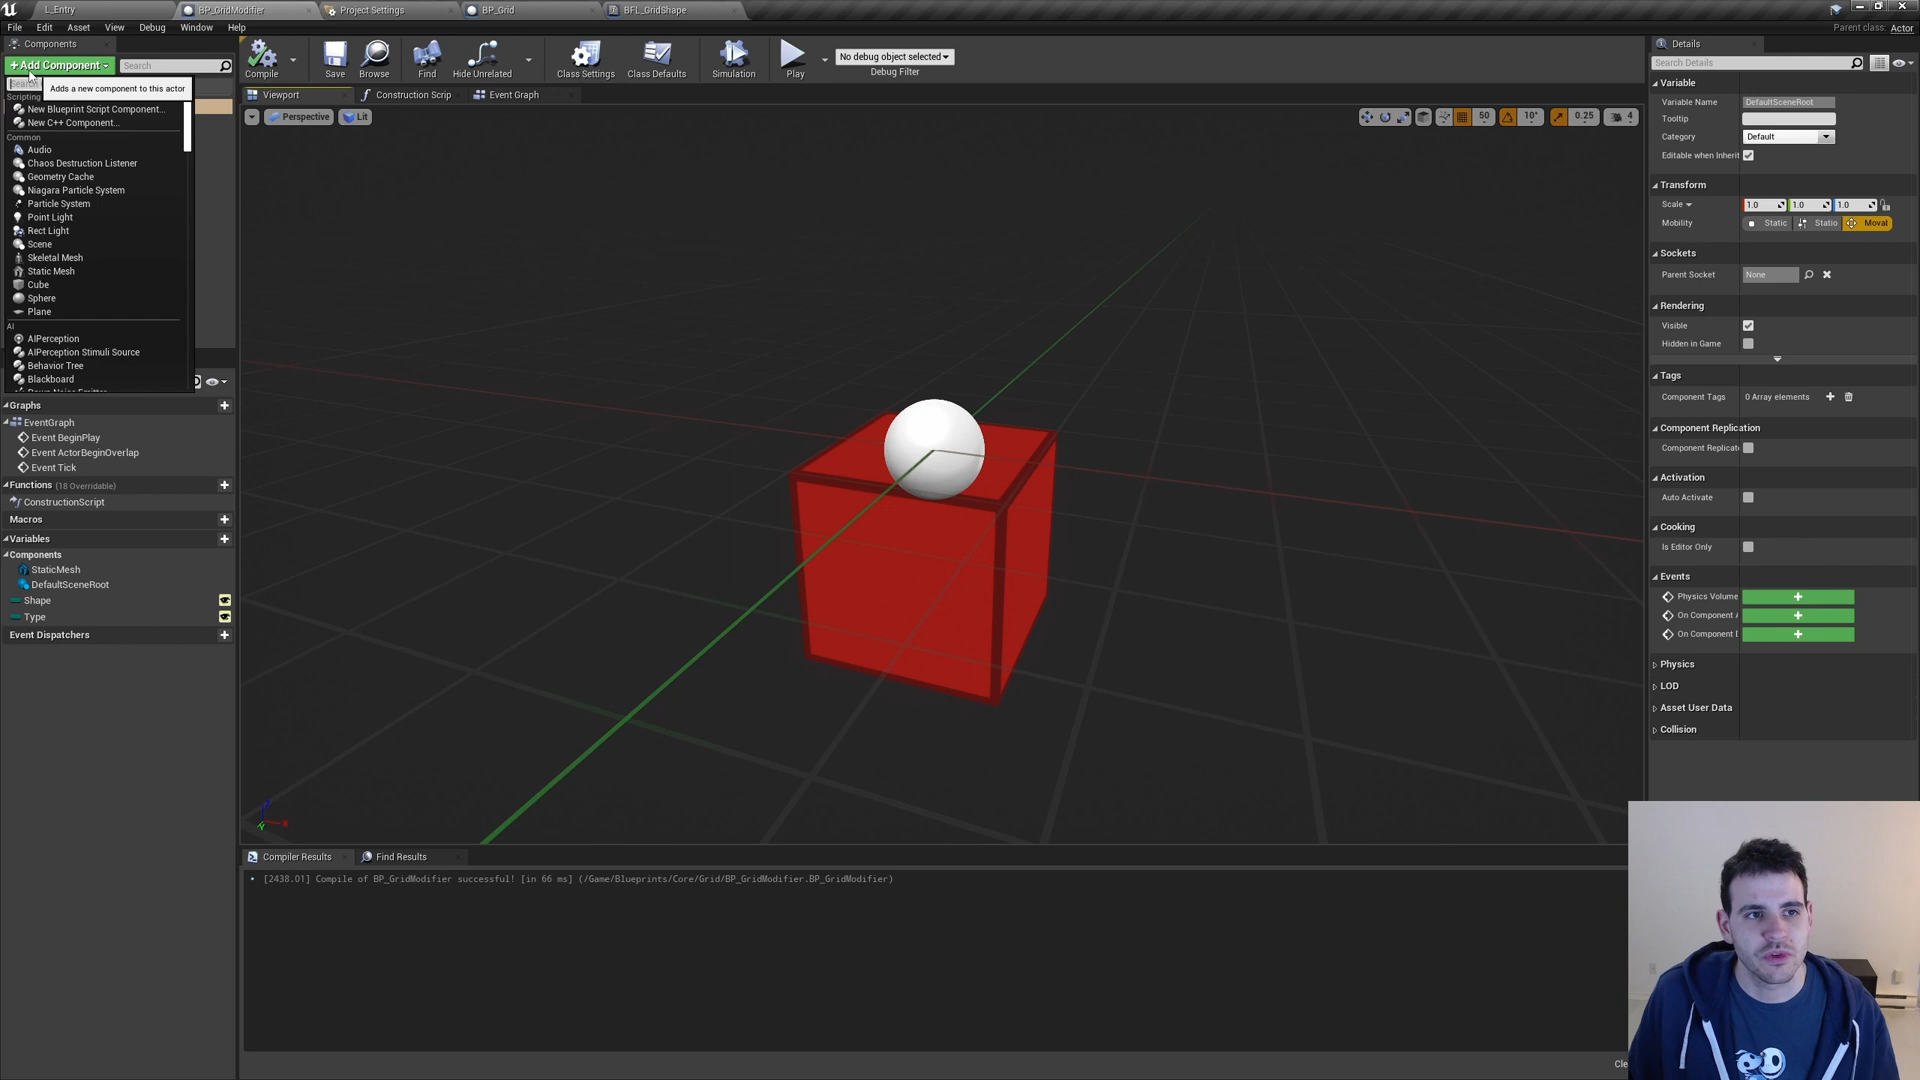 L_Entry
BP_GridModifier
Project Settings
BP_Grid
BFL_GridShape
File Edit Asset View Debug Window Help
Parent class: Actor
Components
+Add Component
Search
Search
Adds a new component to this actor
Scripting
New Blueprint Script Component...
New C++ Component...
Common
Audio
Chaos Destruction Listener
Geometry Cache
Niagara Particle System
Particle System
Point Light
Rect Light
Scene
Skeletal Mesh
Static Mesh
Cube
Sphere
Plane
AI
AIPerception
AIPerception Stimuli Source
Behavior Tree
Blackboard
Graphs
EventGraph
Event BeginPlay
Event ActorBeginOverlap
Event Tick
Functions (18 Overridable)
ConstructionScript
Macros
Variables
Components
StaticMesh
DefaultSceneRoot
Shape
Type
Event Dispatchers
Compile
Save
Browse
Find
Hide Unrelated
Class Settings
Class Defaults
Simulation
Play
No debug object selected
Debug Filter
Viewport
Construction Scrip
Event Graph
Perspective
Lit
50
10°
0.25
4
X
Y
Compiler Results
Find Results
[2438.01] Compile of BP_GridModifier successful! [in 66 ms] (/Game/Blueprints/Core/Grid/BP_GridModifier.BP_GridModifier)
Cle
Details
Search Details
Variable
Variable Name DefaultSceneRoot
Tooltip
Category Default
Editable when Inherit
Transform
Scale 1.0 1.0 1.0
Mobility Static Statio Moval
Sockets
Parent Socket None
Rendering
Visible
Hidden in Game
Tags
Component Tags 0 Array elements
Component Replication
Component Replicat
Activation
Auto Activate
Cooking
Is Editor Only
Events
Physics Volume
On Component A
On Component D
Physics
LOD
Asset User Data
Collision